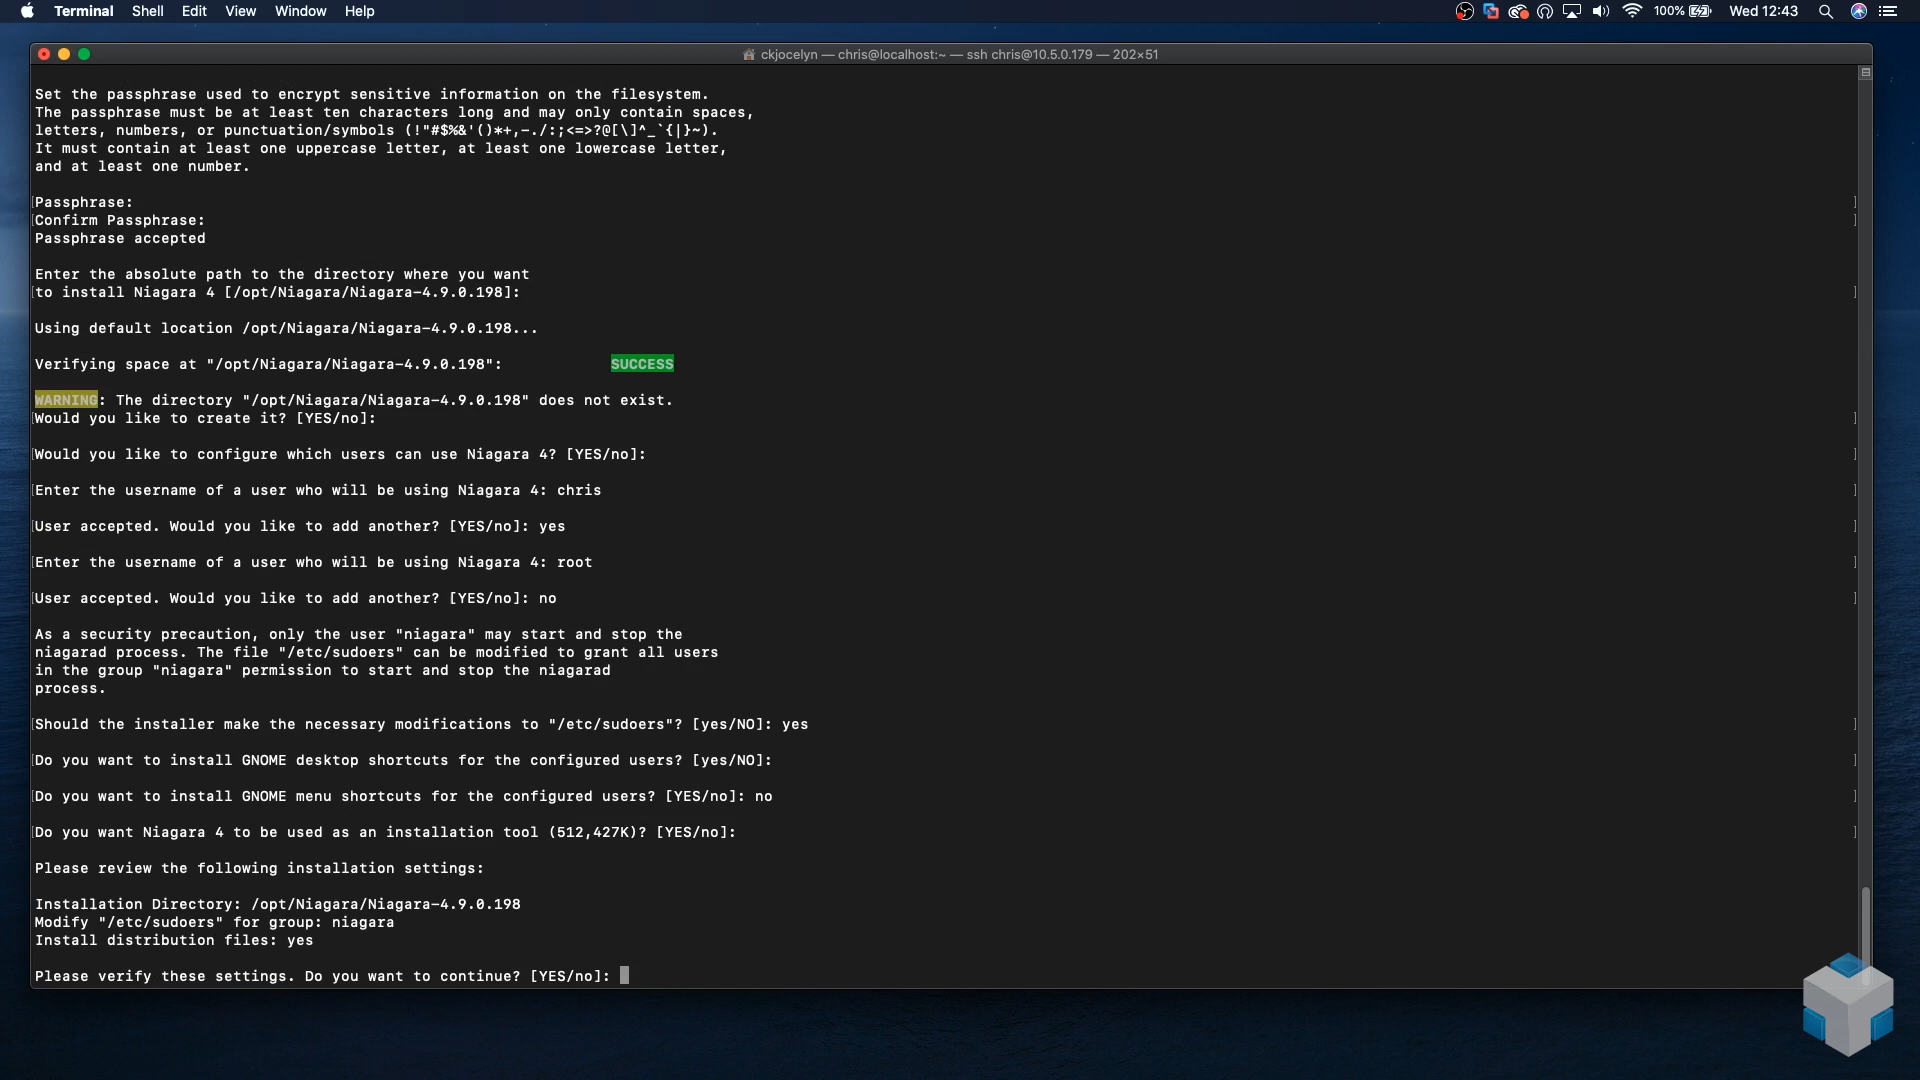 Terminal Shell Edit View Window Help 100% Wed 12:43
ckjocelyn — chris@localhost:~ — ssh chris@10.5.0.179 — 202×51
Set the passphrase used to encrypt sensitive information on the filesystem.
The passphrase must be at least ten characters long and may only contain spaces,
letters, numbers, or punctuation/symbols (!"#$%&'()*+,-./:;<=>?@[\]^_`{|}~).
It must contain at least one uppercase letter, at least one lowercase letter,
and at least one number.
[Passphrase: ]
[Confirm Passphrase: ]
Passphrase accepted
Enter the absolute path to the directory where you want
[to install Niagara 4 [/opt/Niagara/Niagara-4.9.0.198]: ]
Using default location /opt/Niagara/Niagara-4.9.0.198...
Verifying space at "/opt/Niagara/Niagara-4.9.0.198": SUCCESS
WARNING: The directory "/opt/Niagara/Niagara-4.9.0.198" does not exist.
[Would you like to create it? [YES/no]: ]
[Would you like to configure which users can use Niagara 4? [YES/no]: ]
[Enter the username of a user who will be using Niagara 4: chris ]
[User accepted. Would you like to add another? [YES/no]: yes ]
[Enter the username of a user who will be using Niagara 4: root ]
[User accepted. Would you like to add another? [YES/no]: no ]
As a security precaution, only the user "niagara" may start and stop the
niagarad process. The file "/etc/sudoers" can be modified to grant all users
in the group "niagara" permission to start and stop the niagarad
process.
[Should the installer make the necessary modifications to "/etc/sudoers"? [yes/NO]: yes ]
[Do you want to install GNOME desktop shortcuts for the configured users? [yes/NO]: ]
[Do you want to install GNOME menu shortcuts for the configured users? [YES/no]: no ]
[Do you want Niagara 4 to be used as an installation tool (512,427K)? [YES/no]: ]
Please review the following installation settings:
Installation Directory: /opt/Niagara/Niagara-4.9.0.198
Modify "/etc/sudoers" for group: niagara
Install distribution files: yes
Please verify these settings. Do you want to continue? [YES/no]: